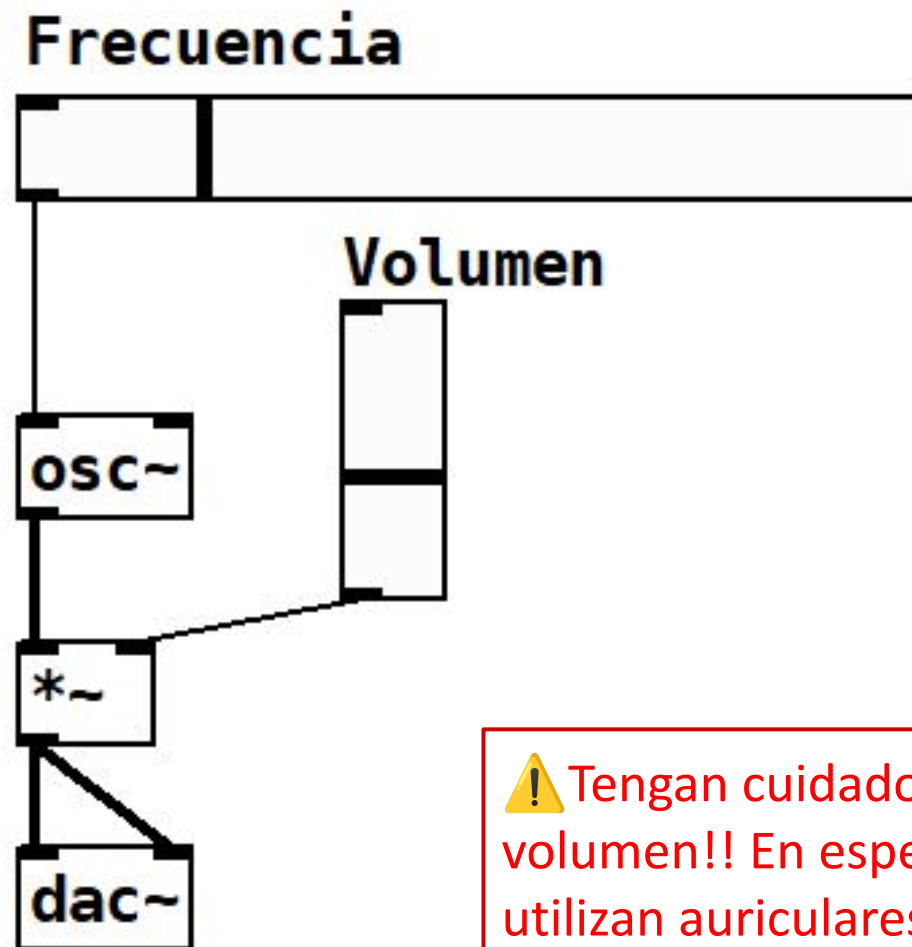 Frecuencia
Volumen
osc~
*~
dac~
⚠️Tengan cuidado
volumen!! En espe
utilizan auriculares